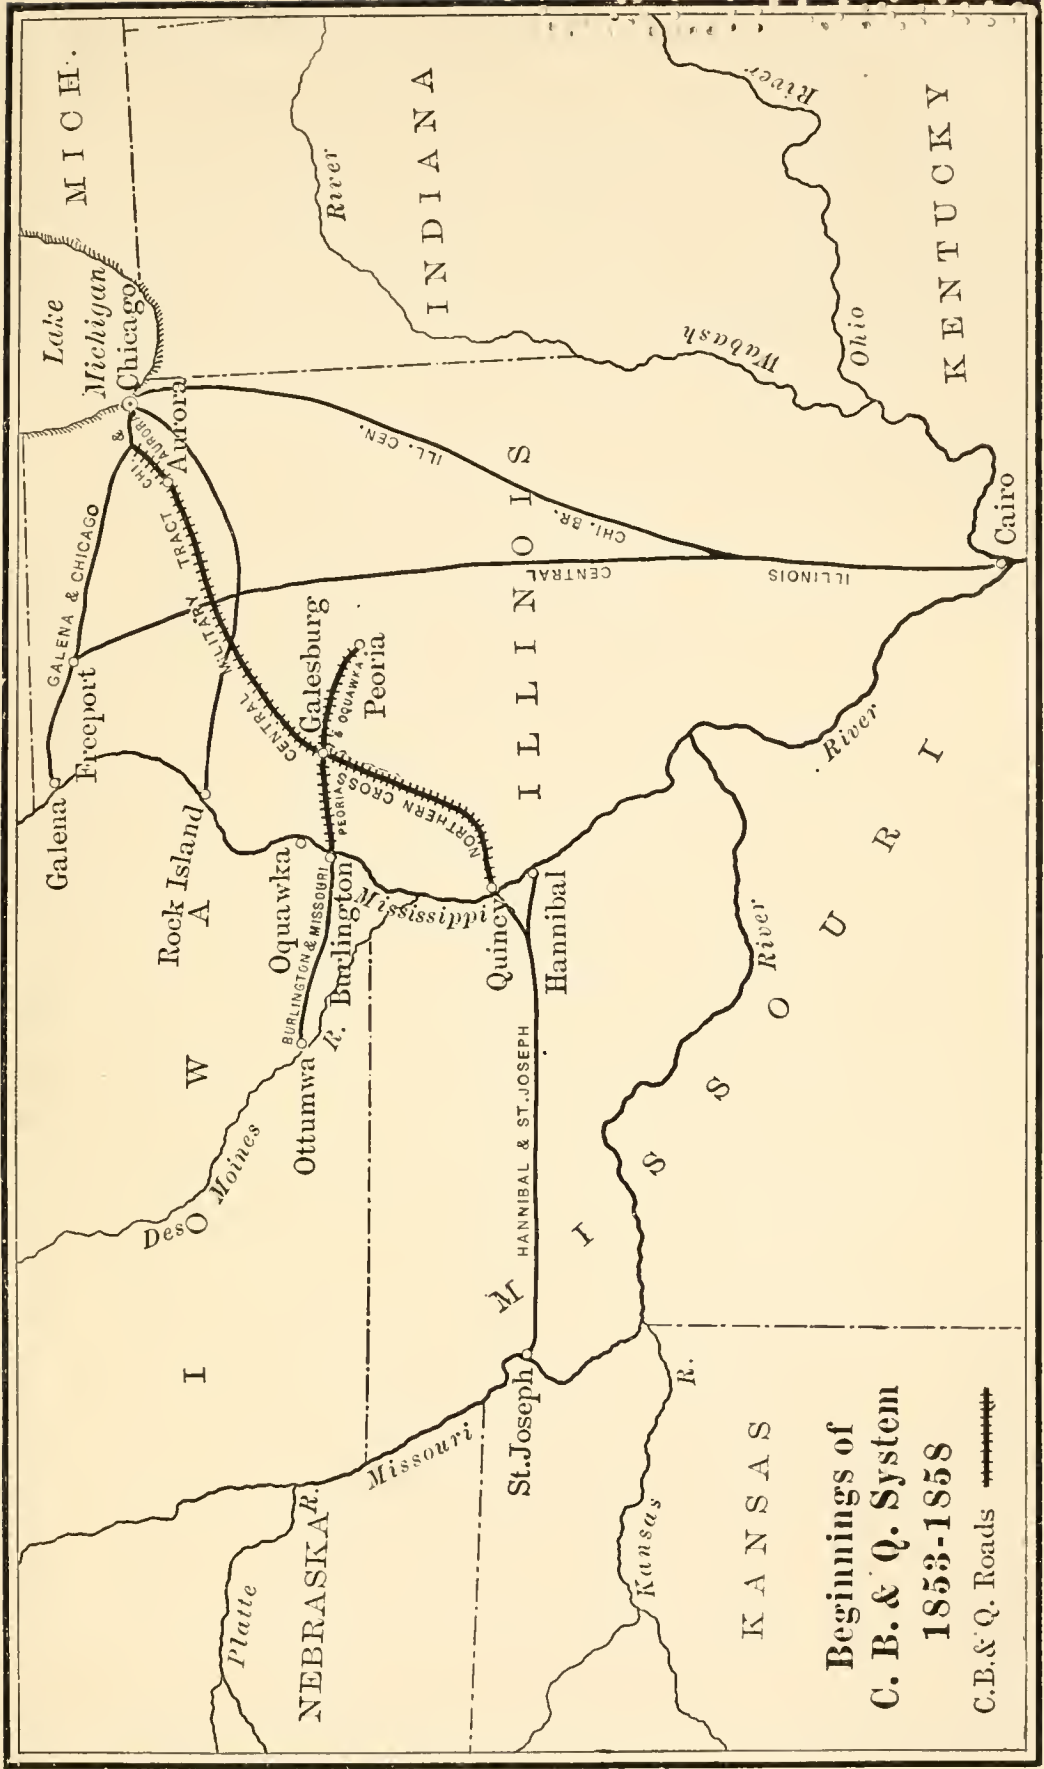 MICH.
Lake
Michigan
Chicago
Aurora
CHI. & AURORA
GALENA & CHICAGO
Freeport
Galena
Rock Island
MILITARY TRACT
CENTRAL
Galesburg
Peoria
PEORIA & OQUAWKA
NORTHERN CROSS
Oquawka
Burlington
BURLINGTON & MISSOURI
Ottumwa
Des Moines R.
IOWA
Mississippi River
Quincy
Hannibal
HANNIBAL & ST. JOSEPH
St. Joseph
MISSOURI
Missouri River
ILLINOIS
ILL. CEN.
CHI. BR.
ILLINOIS CENTRAL
Cairo
INDIANA
Wabash River
Ohio River
KENTUCKY
NEBRASKA
Platte R.
KANSAS
Kansas R.
Beginnings of
C. B. & Q. System
1853-1858
C.B.& Q. Roads